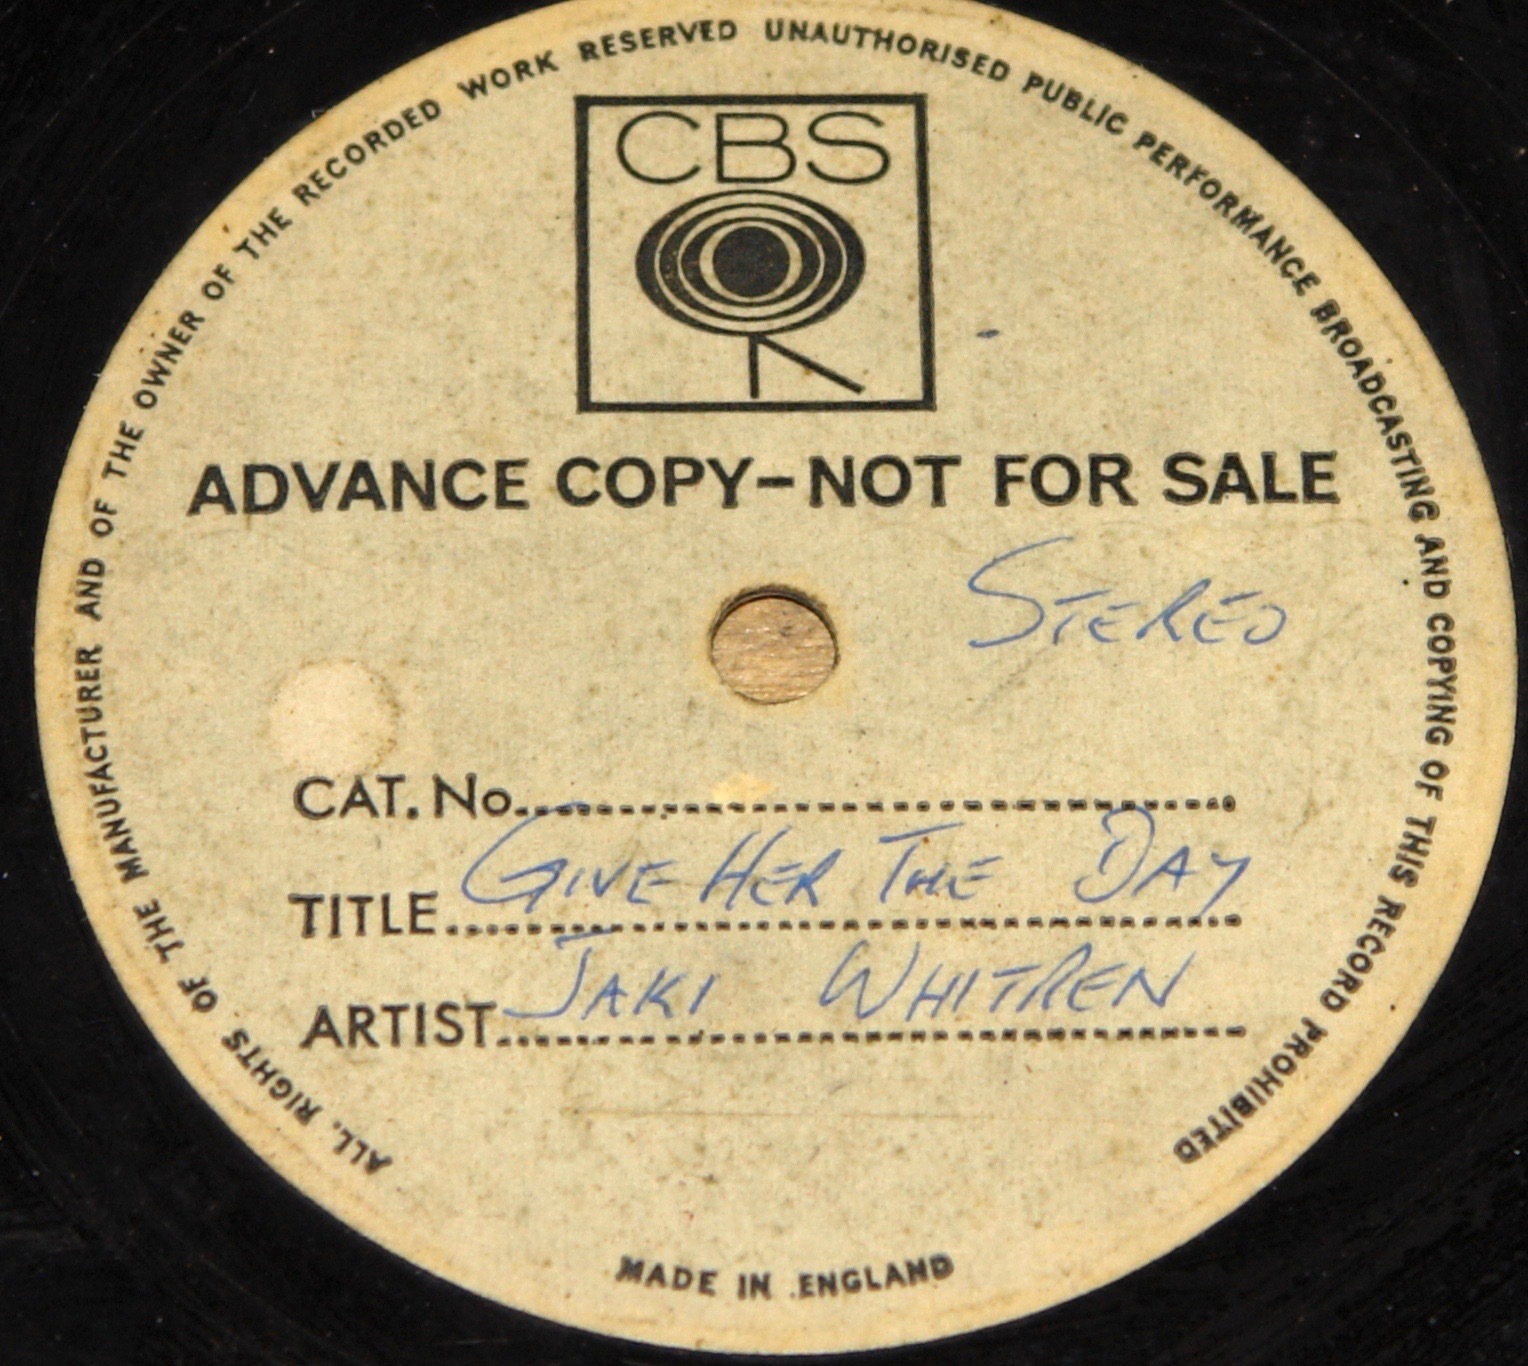 ALL RIGHTS OF THE MANUFACTURER AND OF THE OWNER OF THE RECORDED WORK RESERVED UNAUTHORISED PUBLIC PERFORMANCE BROADCASTING AND COPYING OF THIS RECORD PROHIBITED
CBS
ADVANCE COPY-NOT FOR SALE
STEREO
CAT. No.
TITLE GIVE HER THE DAY
ARTIST JAKI WHITREN
MADE IN ENGLAND